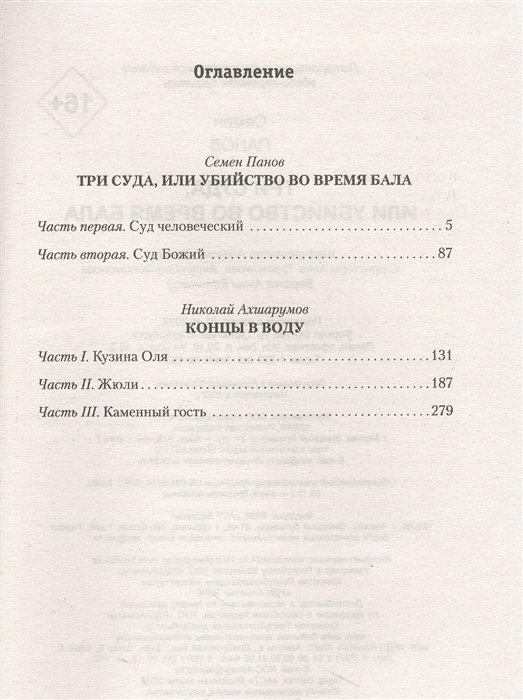 Оглавление
Семен Панов
ТРИ СУДА, ИЛИ УБИЙСТВО ВО ВРЕМЯ БАЛА
Часть первая. Суд человеческий 5
Часть вторая. Суд Божий 87
Николай Ахшарумов
КОНЦЫ В ВОДУ
Часть I. Кузина Оля 131
Часть II. Жюли 187
Часть III. Каменный гость 279